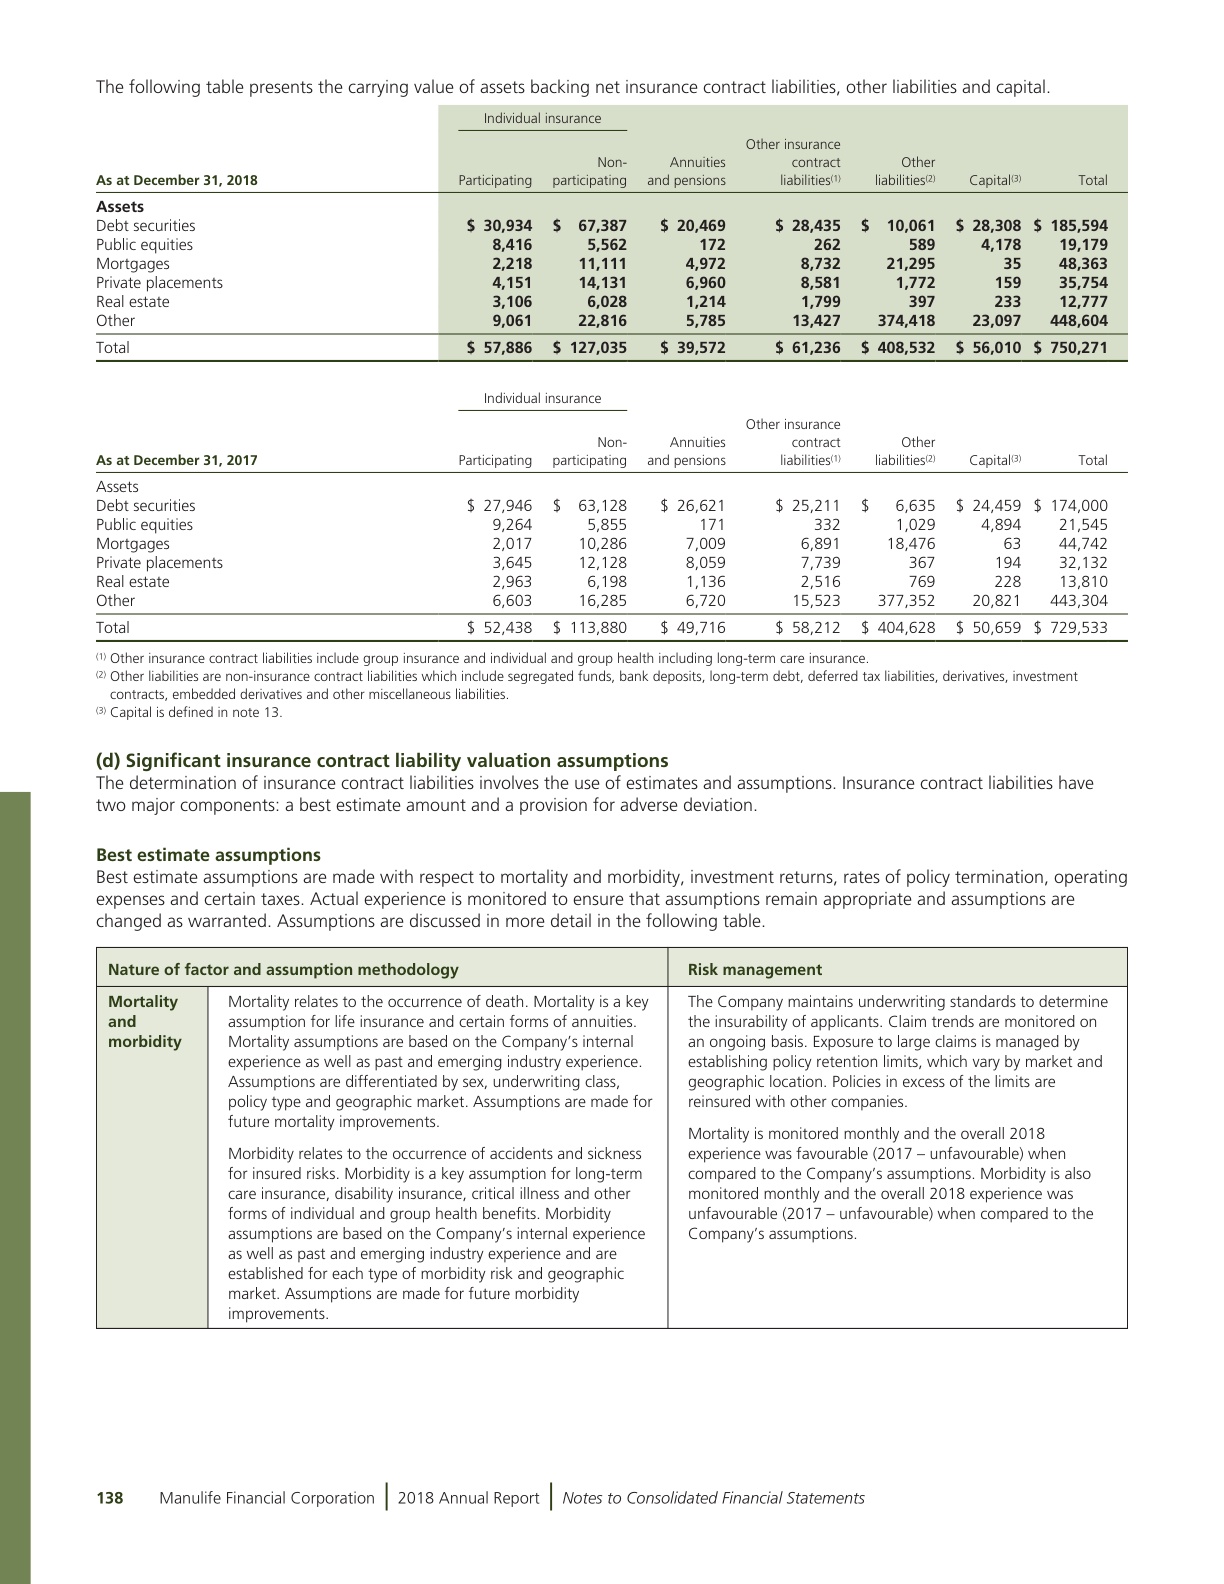 The following table presents the carrying value of assets backing net insurance contract liabilities, other liabilities and capital.
Individual insurance
As at December 31, 2018 Participating Non-participating Annuities and pensions Other insurance contract liabilities(1) Other liabilities(2) Capital(3) Total
Assets
Debt securities $ 30,934 $ 67,387 $ 20,469 $ 28,435 $ 10,061 $ 28,308 $ 185,594
Public equities 8,416 5,562 172 262 589 4,178 19,179
Mortgages 2,218 11,111 4,972 8,732 21,295 35 48,363
Private placements 4,151 14,131 6,960 8,581 1,772 159 35,754
Real estate 3,106 6,028 1,214 1,799 397 233 12,777
Other 9,061 22,816 5,785 13,427 374,418 23,097 448,604
Total $ 57,886 $ 127,035 $ 39,572 $ 61,236 $ 408,532 $ 56,010 $ 750,271
Individual insurance
As at December 31, 2017 Participating Non-participating Annuities and pensions Other insurance contract liabilities(1) Other liabilities(2) Capital(3) Total
Assets
Debt securities $ 27,946 $ 63,128 $ 26,621 $ 25,211 $ 6,635 $ 24,459 $ 174,000
Public equities 9,264 5,855 171 332 1,029 4,894 21,545
Mortgages 2,017 10,286 7,009 6,891 18,476 63 44,742
Private placements 3,645 12,128 8,059 7,739 367 194 32,132
Real estate 2,963 6,198 1,136 2,516 769 228 13,810
Other 6,603 16,285 6,720 15,523 377,352 20,821 443,304
Total $ 52,438 $ 113,880 $ 49,716 $ 58,212 $ 404,628 $ 50,659 $ 729,533
(1) Other insurance contract liabilities include group insurance and individual and group health including long-term care insurance.
(2) Other liabilities are non-insurance contract liabilities which include segregated funds, bank deposits, long-term debt, deferred tax liabilities, derivatives, investment
contracts, embedded derivatives and other miscellaneous liabilities.
(3) Capital is defined in note 13.
(d) Significant insurance contract liability valuation assumptions
The determination of insurance contract liabilities involves the use of estimates and assumptions. Insurance contract liabilities have
two major components: a best estimate amount and a provision for adverse deviation.
Best estimate assumptions
Best estimate assumptions are made with respect to mortality and morbidity, investment returns, rates of policy termination, operating
expenses and certain taxes. Actual experience is monitored to ensure that assumptions remain appropriate and assumptions are
changed as warranted. Assumptions are discussed in more detail in the following table.
Nature of factor and assumption methodology
Risk management
Mortality
and
morbidity
Mortality relates to the occurrence of death. Mortality is a key
assumption for life insurance and certain forms of annuities.
Mortality assumptions are based on the Company's internal
experience as well as past and emerging industry experience.
Assumptions are differentiated by sex, underwriting class,
policy type and geographic market. Assumptions are made for
future mortality improvements.
Morbidity relates to the occurrence of accidents and sickness
for insured risks. Morbidity is a key assumption for long-term
care insurance, disability insurance, critical illness and other
forms of individual and group health benefits. Morbidity
assumptions are based on the Company's internal experience
as well as past and emerging industry experience and are
established for each type of morbidity risk and geographic
market. Assumptions are made for future morbidity
improvements.
The Company maintains underwriting standards to determine
the insurability of applicants. Claim trends are monitored on
an ongoing basis. Exposure to large claims is managed by
establishing policy retention limits, which vary by market and
geographic location. Policies in excess of the limits are
reinsured with other companies.
Mortality is monitored monthly and the overall 2018
experience was favourable (2017 – unfavourable) when
compared to the Company's assumptions. Morbidity is also
monitored monthly and the overall 2018 experience was
unfavourable (2017 – unfavourable) when compared to the
Company's assumptions.
138 Manulife Financial Corporation | 2018 Annual Report | Notes to Consolidated Financial Statements